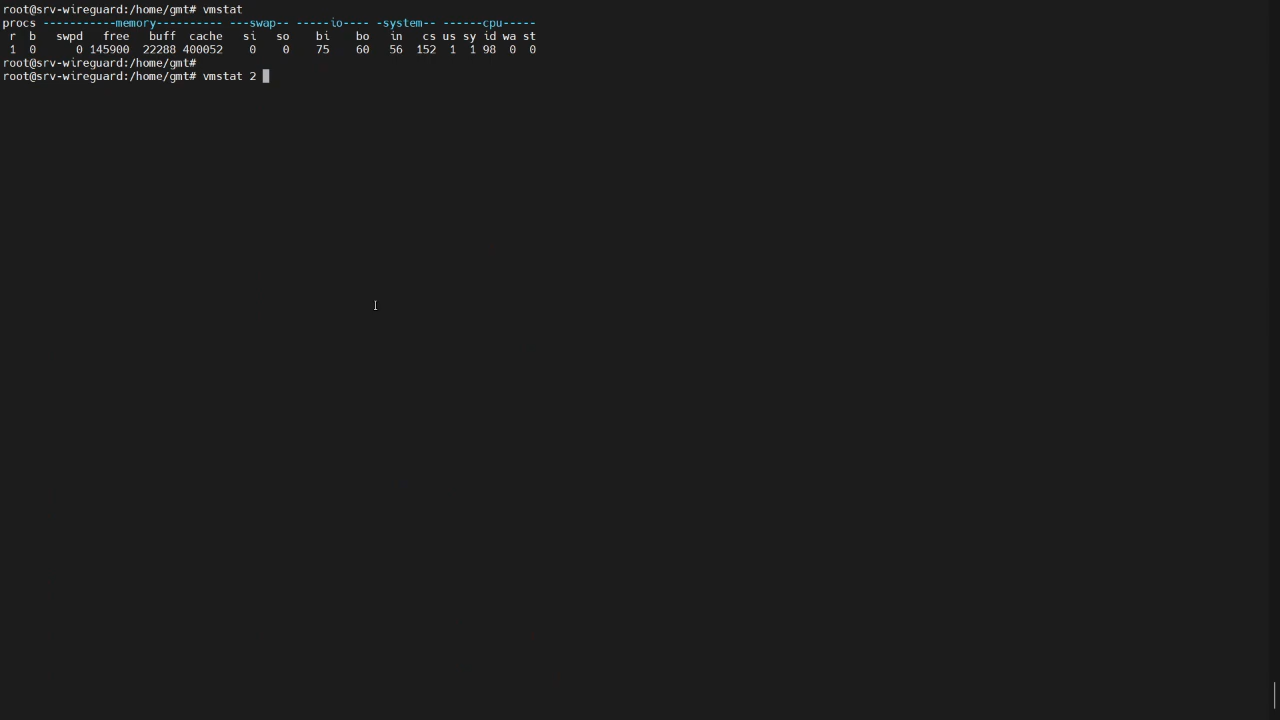 root@srv-wireguard:/home/gmt# vmstat
procs -----------memory---------- ---swap-- -----io---- -system-- ------cpu-----
 r  b   swpd   free   buff  cache   si   so    bi    bo   in   cs us sy id wa st
 1  0      0 145900  22288 400052    0    0    75    60   56  152  1  1 98  0  0
root@srv-wireguard:/home/gmt#
root@srv-wireguard:/home/gmt# vmstat 2